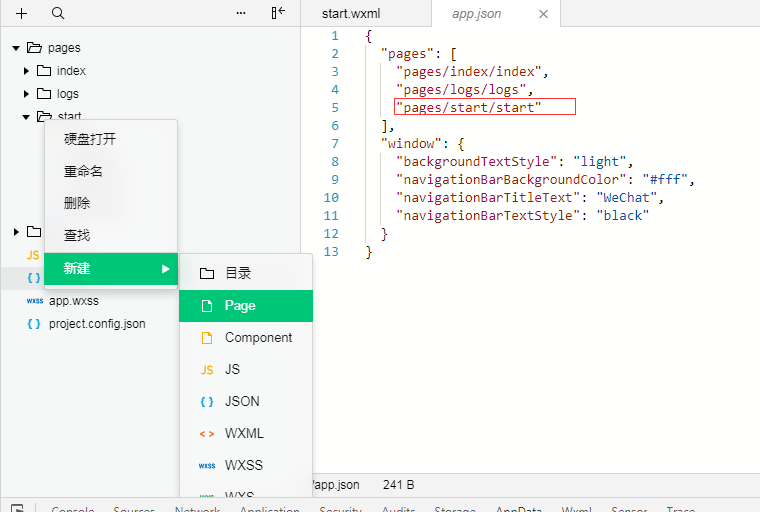 start.wxml
app.json
pages
index
logs
start
硬盘打开
重命名
删除
查找
新建
JS
{ }
WXSS app.wxss
{ } project.config.json
目录
Page
Component
JS JS
{ } JSON
< > WXML
WXSS WXSS
WXS
1 {
2 "pages": [
3 "pages/index/index",
4 "pages/logs/logs",
5 "pages/start/start"
6 ],
7 "window": {
8 "backgroundTextStyle": "light",
9 "navigationBarBackgroundColor": "#fff",
10 "navigationBarTitleText": "WeChat",
11 "navigationBarTextStyle": "black"
12 }
13 }
/app.json 241 B
Console Sources Network Application Security Audits Storage AppData Wxml Sensor Trace